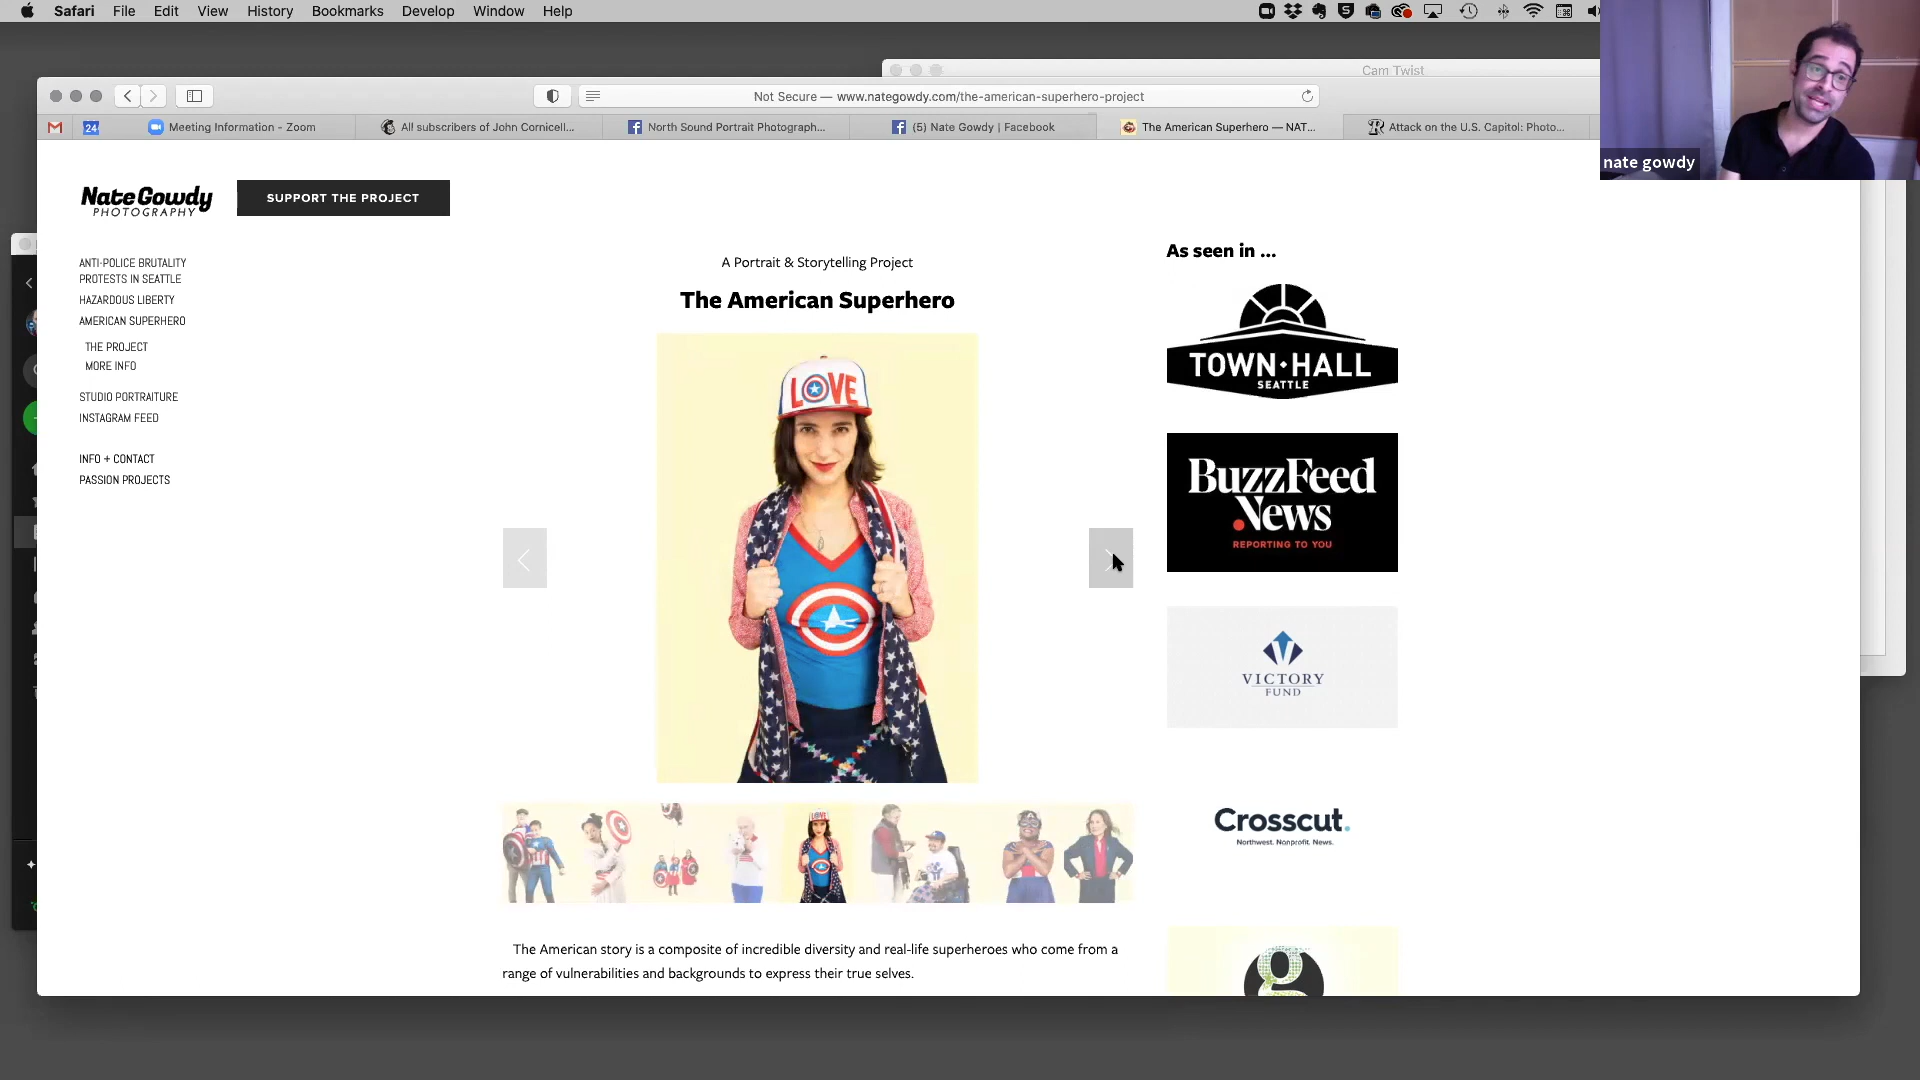 Safari File Edit View History Bookmarks Develop Window Help
Cam Twist
Not Secure — www.nategowdy.com/the-american-superhero-project
24
Meeting Information - Zoom
All subscribers of John Cornicell...
North Sound Portrait Photograph...
(5) Nate Gowdy | Facebook
The American Superhero — NAT...
Attack on the U.S. Capitol: Photo...
nate gowdy
Nate Gowdy
PHOTOGRAPHY
SUPPORT THE PROJECT
ANTI-POLICE BRUTALITY
PROTESTS IN SEATTLE
HAZARDOUS LIBERTY
AMERICAN SUPERHERO
THE PROJECT
MORE INFO
STUDIO PORTRAITURE
INSTAGRAM FEED
INFO + CONTACT
PASSION PROJECTS
A Portrait & Storytelling Project
The American Superhero
LOVE
The American story is a composite of incredible diversity and real-life superheroes who come from a
range of vulnerabilities and backgrounds to express their true selves.
As seen in ...
TOWN·HALL
SEATTLE
BuzzFeed
News
REPORTING TO YOU
VICTORY
FUND
Crosscut.
Northwest. Nonprofit. News.
g